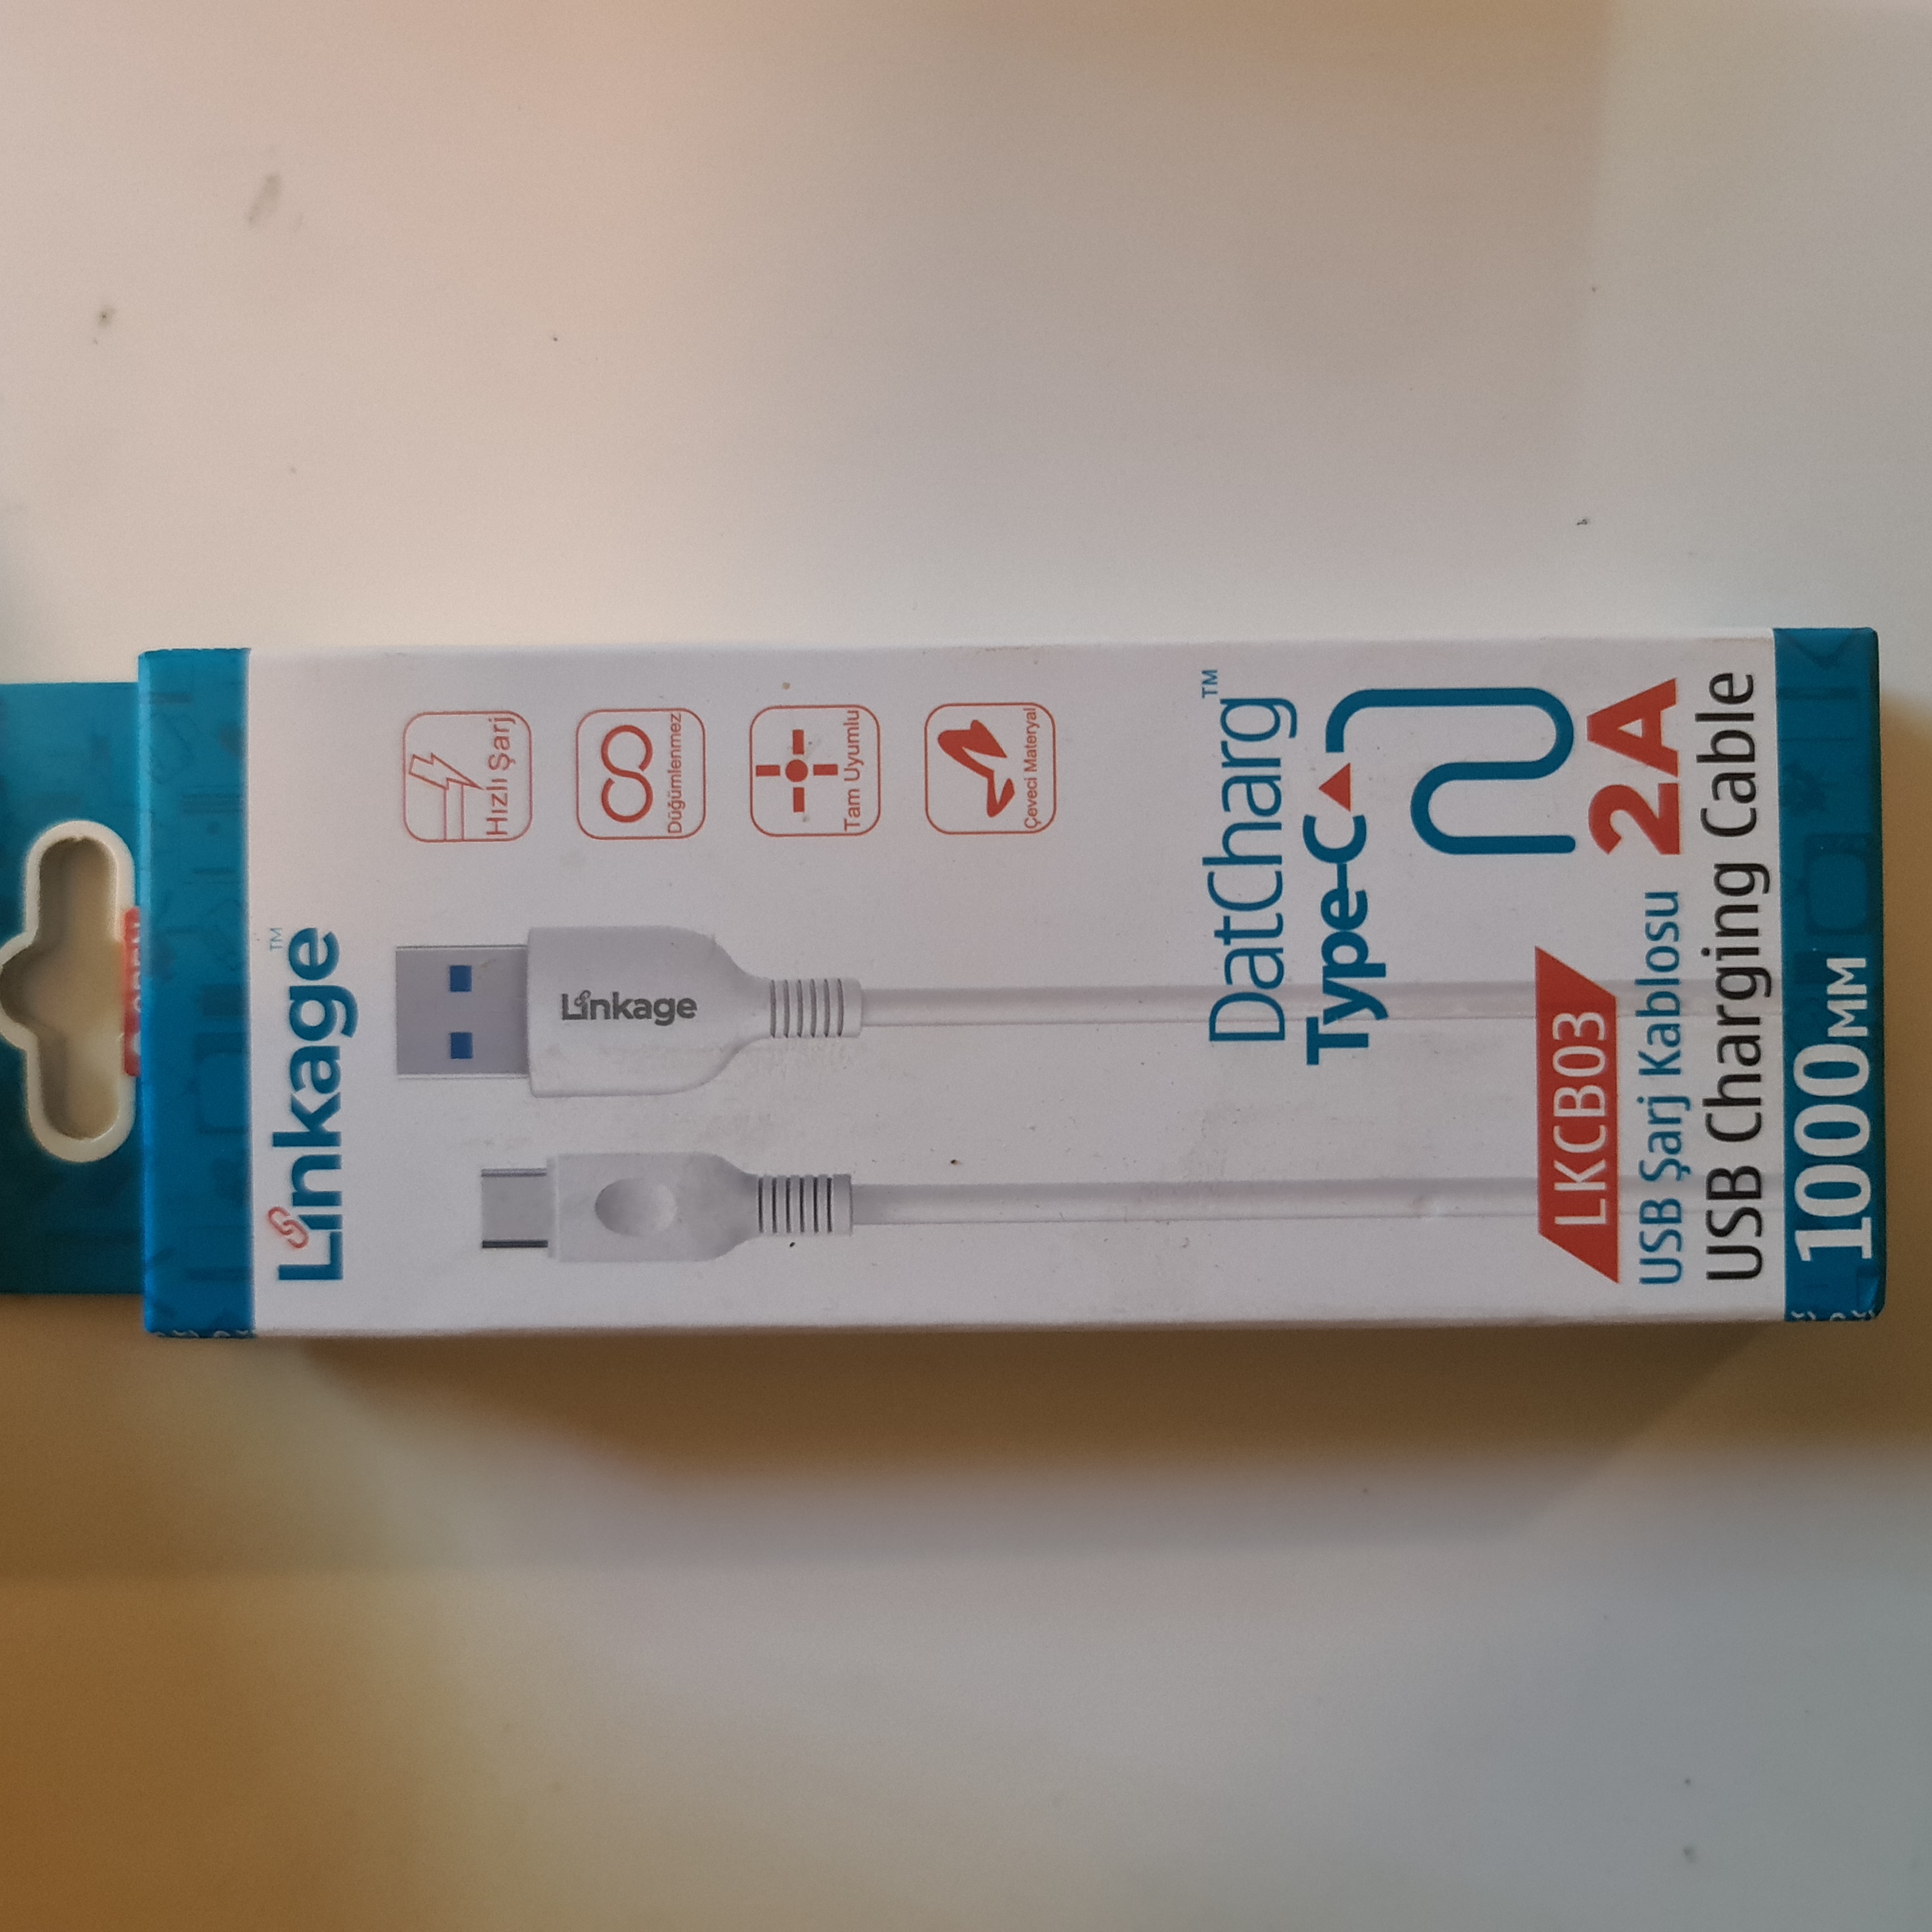 Linkage™
Linkage
Hızlı Şarj
Düğümlenmez
Tam Uyumlu
Çeveci Materyal
DatCharg™
Type-C
LKCB03
USB Şarj Kablosu 2A
USB Charging Cable
1000MM